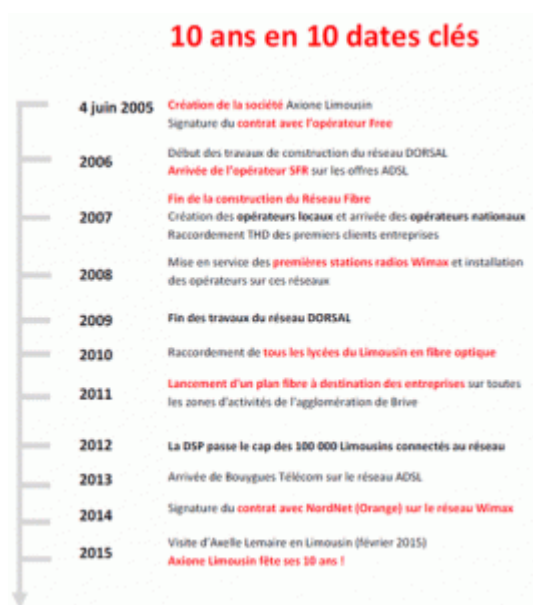 10 ans en 10 dates clés
4 juin 2005
Création de la société Axione Limousin
Signature du contrat avec l'opérateur Free
2006
Début des travaux de construction du réseau DORSAL
Arrivée de l'opérateur SFR sur les offres ADSL
2007
Fin de la construction du Réseau Fibre
Création des opérateurs locaux et arrivée des opérateurs nationaux
Raccordement THD des premiers clients entreprises
2008
Mise en service des premières stations radios Wimax et installation
des opérateurs sur ces réseaux
2009
Fin des travaux du réseau DORSAL
2010
Raccordement de tous les lycées du Limousin en fibre optique
2011
Lancement d'un plan fibre à destination des entreprises sur toutes
les zones d'activités de l'agglomération de Brive
2012
La DSP passe le cap des 100 000 Limousins connectés au réseau
2013
Arrivée de Bouygues Télécom sur le réseau ADSL
2014
Signature du contrat avec NordNet (Orange) sur le réseau Wimax
2015
Visite d'Axelle Lemaire en Limousin (février 2015)
Axione Limousin fête ses 10 ans !